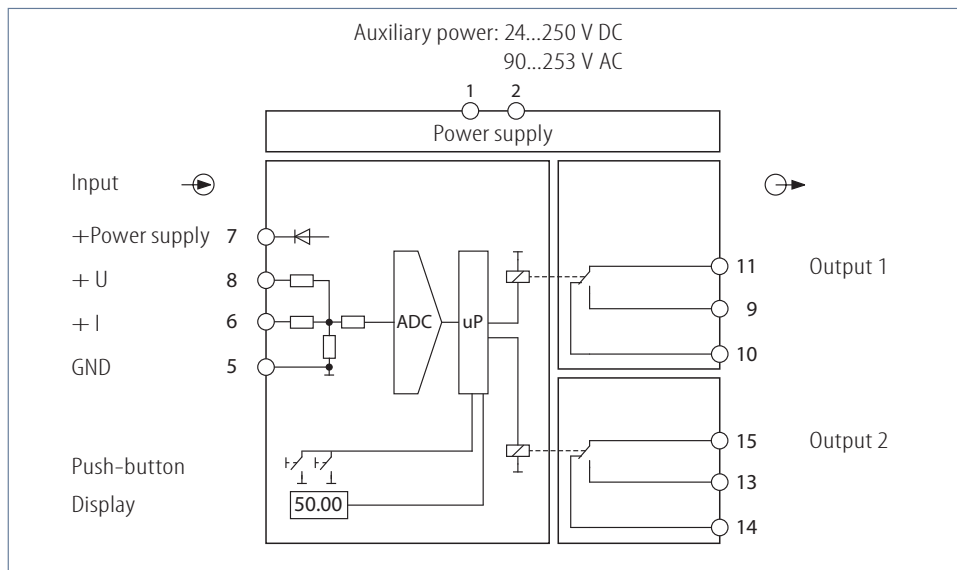 Auxiliary power: 24...250 V DC
90...253 V AC
1 2
Power supply
Input
+Power supply 7
+ U 8
+ I 6
GND 5
ADC
uP
11 Output 1
9
10
15 Output 2
13
14
Push-button
Display
50.00